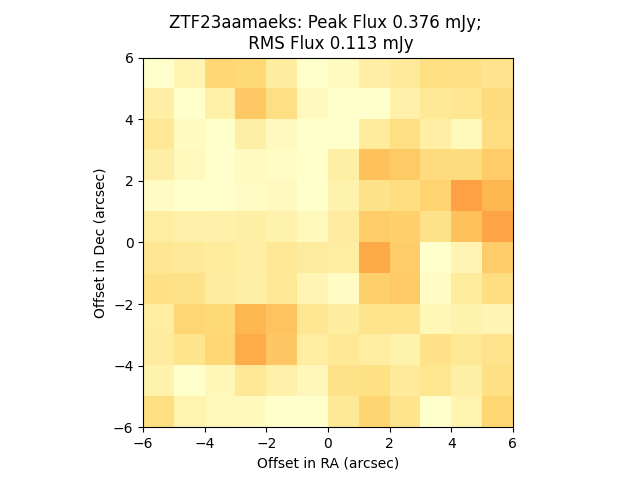 ZTF23aamaeks: Peak Flux 0.376 mJy;
RMS Flux 0.113 mJy
6
4
2
0
−2
−4
−6
Offset in Dec (arcsec)
−6 −4 −2 0 2 4 6
Offset in RA (arcsec)